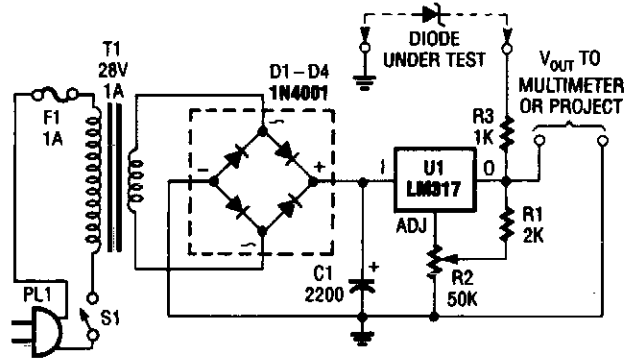 T1
28V
1A
F1
1A
PL1
S1
D1–D4
1N4001
~
–
+
~
DIODE
UNDER TEST
VOUT TO
MULTIMETER
OR PROJECT
R3
1K
I
U1
LM317
O
ADJ
R1
2K
R2
50K
C1
2200
+